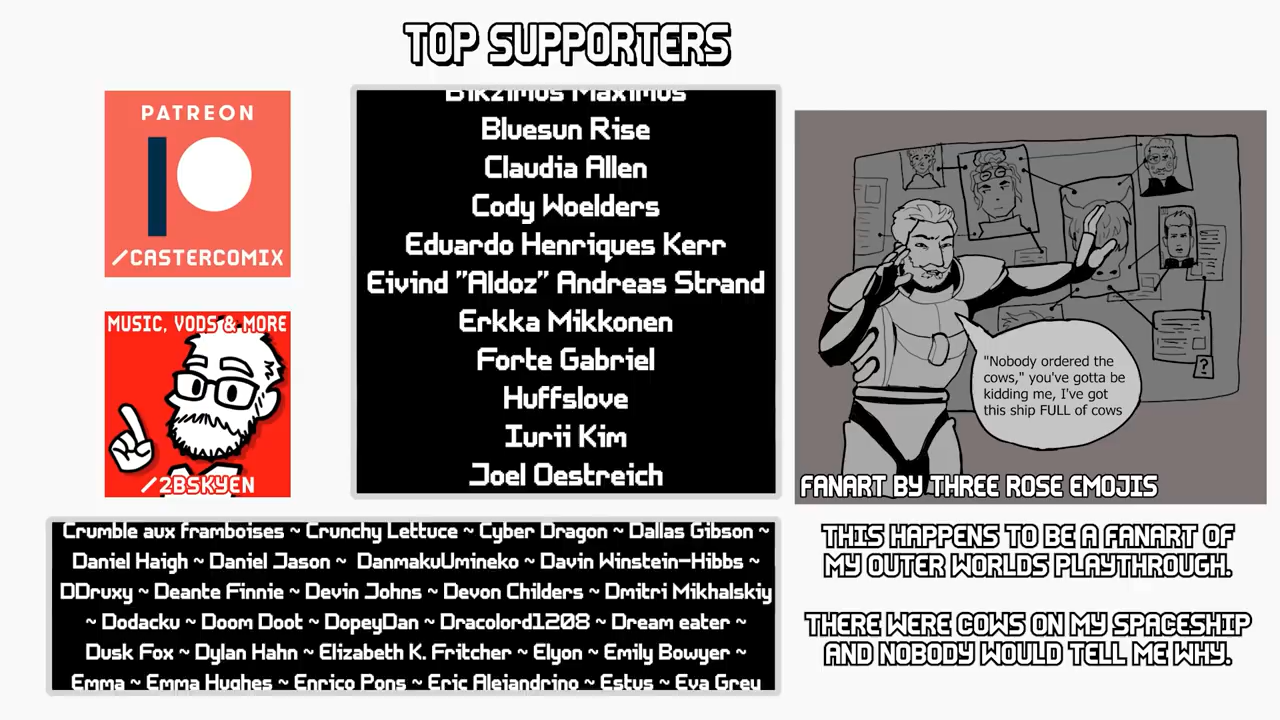 TOP SUPPORTERS
PATREON
/CASTERCOMIX
MUSIC, VODS & MORE
/2BSKYEN
Bikzimus Maximus
Bluesun Rise
Claudia Allen
Cody Woelders
Eduardo Henriques Kerr
Eivind "Aldoz" Andreas Strand
Erkka Mikkonen
Forte Gabriel
Huffslove
Iurii Kim
Joel Oestreich
"Nobody ordered the
cows," you've gotta be
kidding me, I've got
this ship FULL of cows
?
FANART BY THREE ROSE EMOJIS
Crumble aux framboises ~ Crunchy Lettuce ~ Cyber Dragon ~ Dallas Gibson ~
Daniel Haigh ~ Daniel Jason ~ DanmakuUmineko ~ Davin Winstein-Hibbs ~
DDruxy ~ Deante Finnie ~ Devin Johns ~ Devon Childers ~ Dmitri Mikhalskiy
~ Dodacku ~ Doom Doot ~ DopeyDan ~ Dracolord1208 ~ Dream eater ~
Dusk Fox ~ Dylan Hahn ~ Elizabeth K. Fritcher ~ Elyon ~ Emily Bowyer ~
Emma ~ Emma Hughes ~ Enrico Pons ~ Eric Alejandrino ~ Estus ~ Eva Grey
THIS HAPPENS TO BE A FANART OF
MY OUTER WORLDS PLAYTHROUGH.
THERE WERE COWS ON MY SPACESHIP
AND NOBODY WOULD TELL ME WHY.